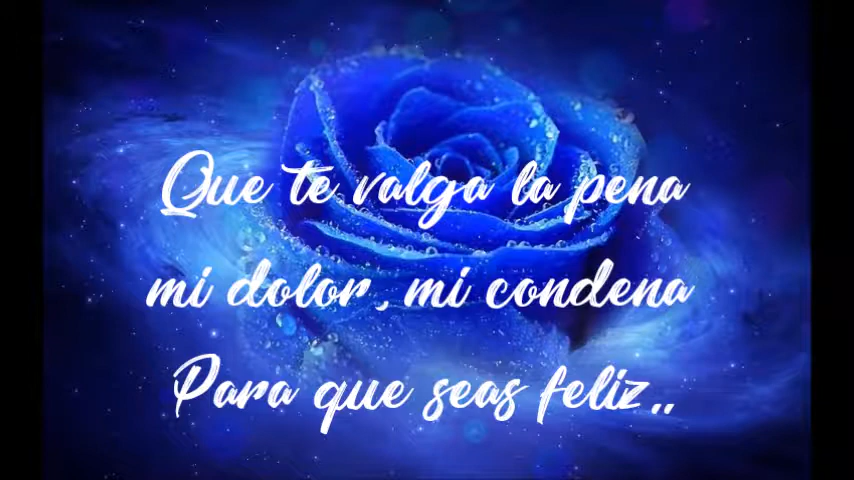 Que te valga la pena
mi dolor, mi condena
Para que seas feliz..